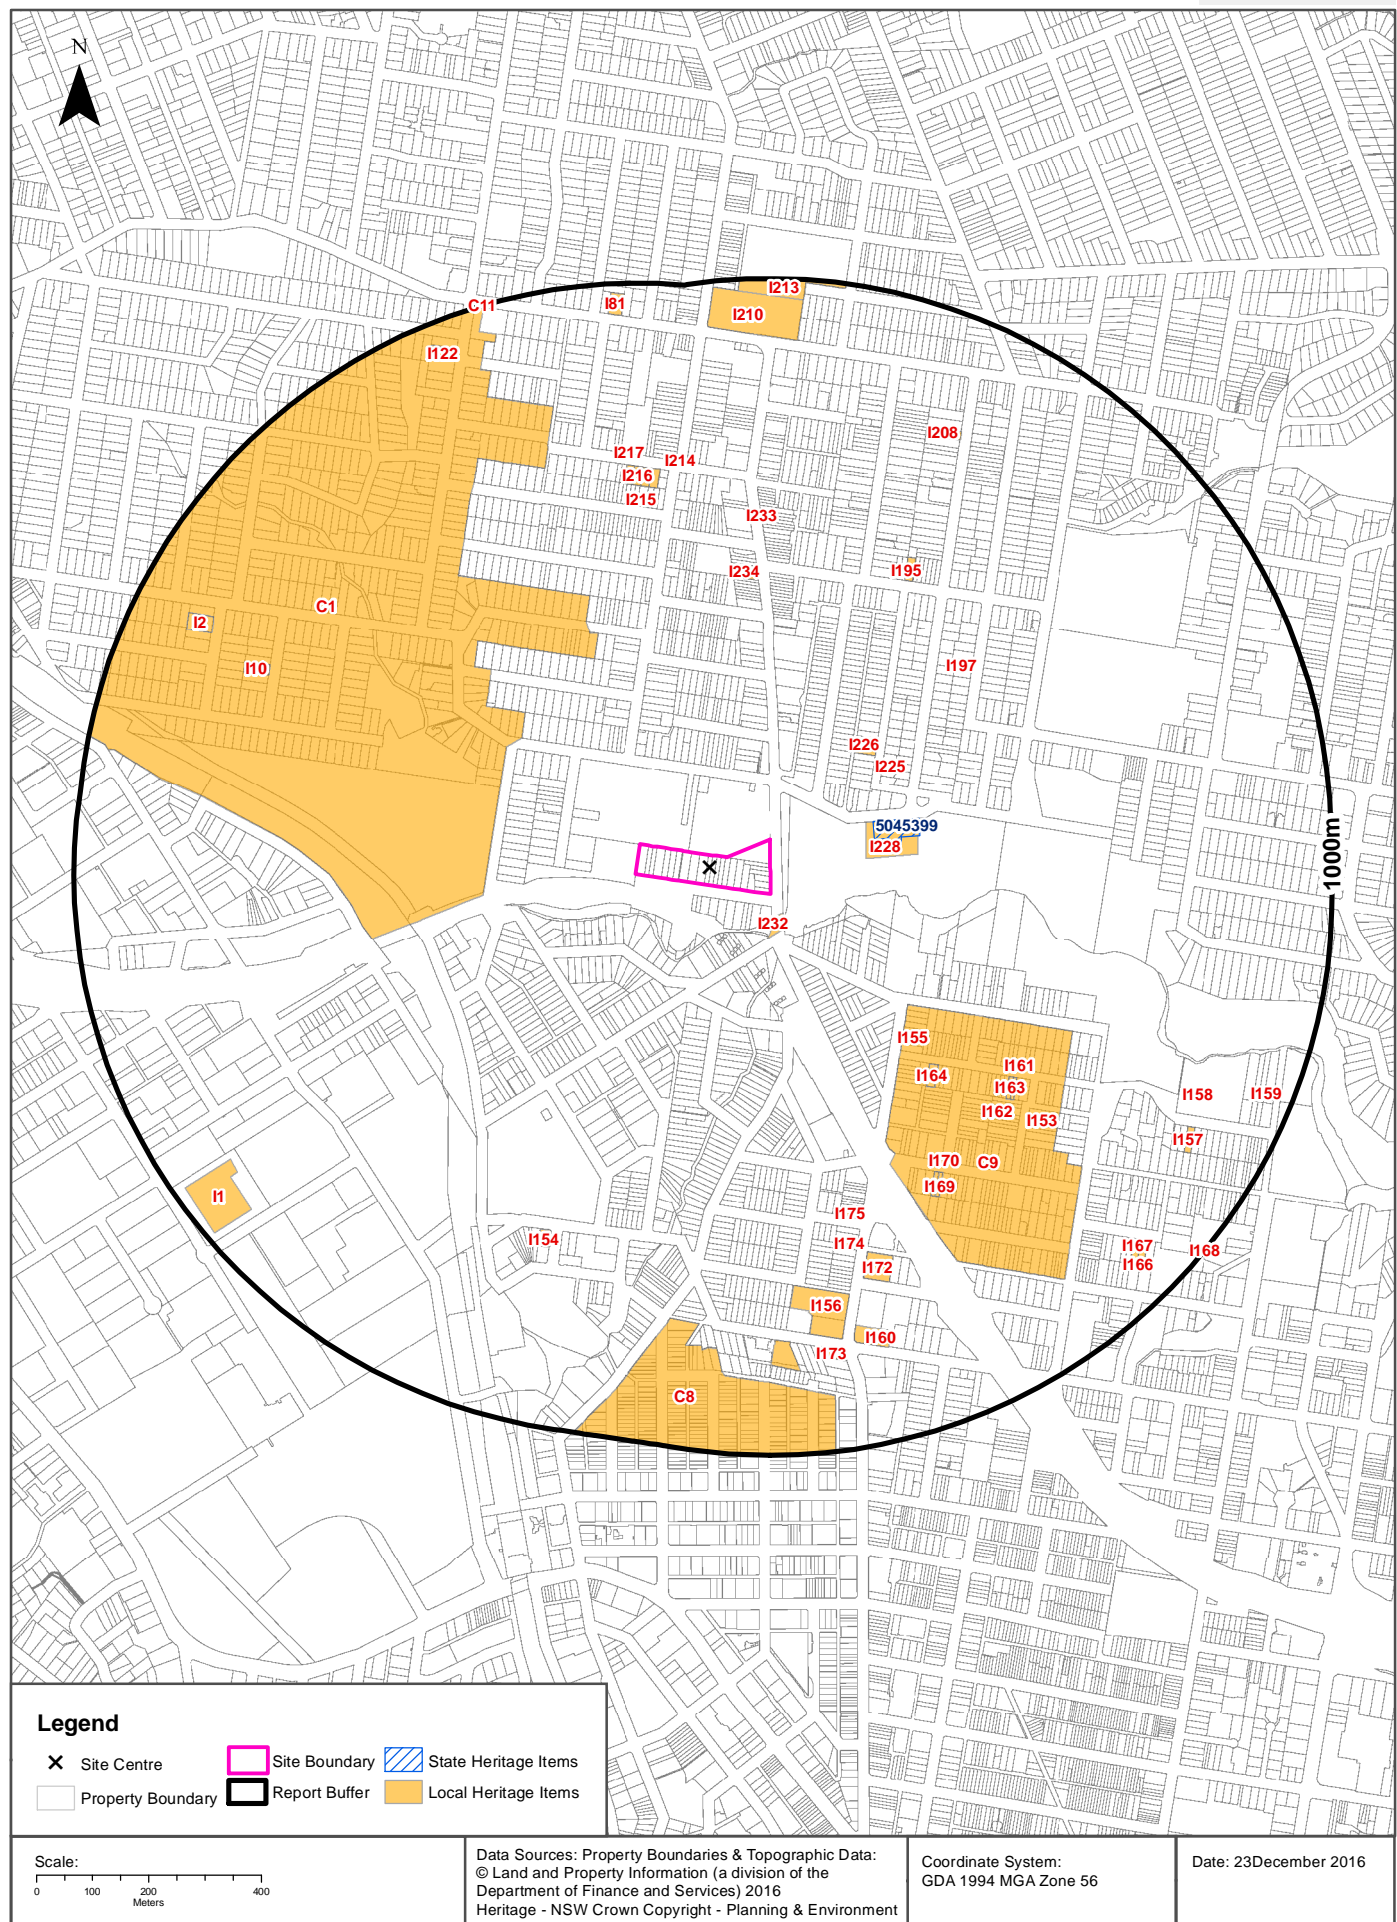 N
I213
C11
I81
I210
I122
I208
I217
I214
I216
I215
I233
I234
I195
C1
I2
I10
I197
I226
I225
5045399
I228
1000m
I232
I155
I161
I164
I163
I158
I159
I162
I153
I157
I170
C9
I169
I1
I175
I154
I174
I167
I168
I172
I166
I156
I160
I173
C8
Legend
Site Centre
Site Boundary
State Heritage Items
Property Boundary
Report Buffer
Local Heritage Items
Scale:
0 100 200 400
Meters
Data Sources: Property Boundaries & Topographic Data:
© Land and Property Information (a division of the
Department of Finance and Services) 2016
Heritage - NSW Crown Copyright - Planning & Environment
Coordinate System:
GDA 1994 MGA Zone 56
Date: 23December 2016